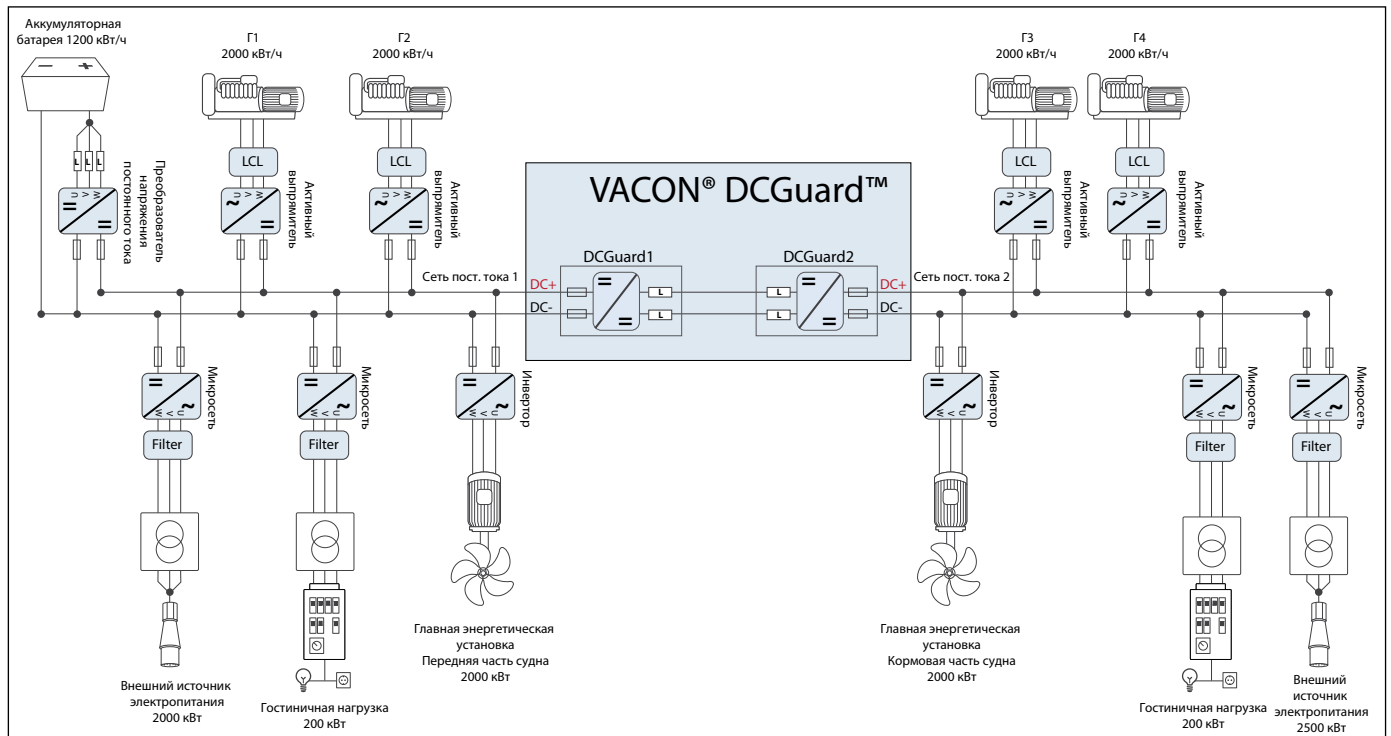 Аккумуляторная
батарея 1200 кВт/ч
Г1
2000 кВт/ч
Г2
2000 кВт/ч
Г3
2000 кВт/ч
Г4
2000 кВт/ч
L L L
LCL
LCL
LCL
LCL
U V W
Преобразователь
напряжения
постоянного тока
U V W
Активный
выпрямитель
U V W
Активный
выпрямитель
U V W
Активный
выпрямитель
U V W
Активный
выпрямитель
VACON® DCGuard™
DCGuard1
DCGuard2
Сеть пост. тока 1
DC+
DC-
L
L
L
L
DC+
DC-
Сеть пост. тока 2
W V U
Микросеть
W V U
Микросеть
W V U
Инвертор
W V U
Инвертор
W V U
Микросеть
W V U
Микросеть
Filter
Filter
Filter
Filter
Внешний источник
электропитания
2000 кВт
Гостиничная нагрузка
200 кВт
Главная энергетическая
установка
Передняя часть судна
2000 кВт
Главная энергетическая
установка
Кормовая часть судна
2000 кВт
Гостиничная нагрузка
200 кВт
Внешний
источник
электропитания
2500 кВт